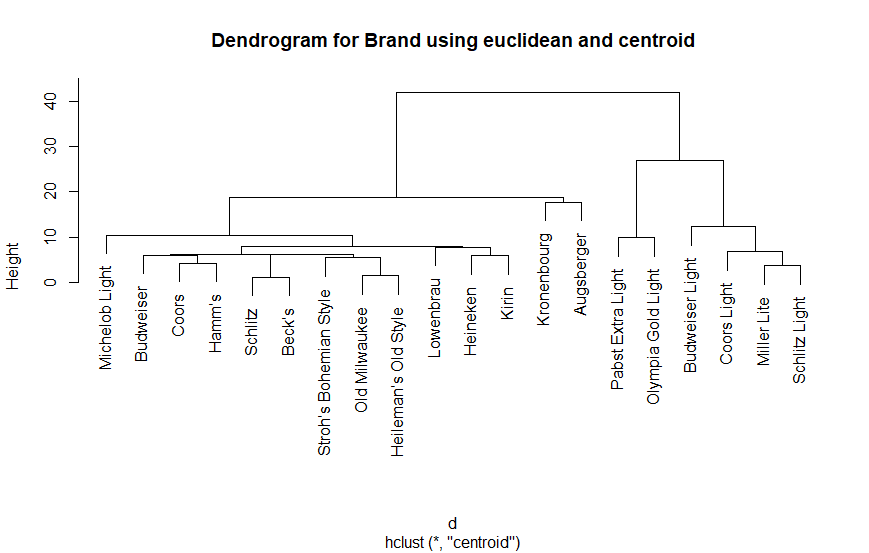 Dendrogram for Brand using euclidean and centroid
Height
40
30
20
10
0
Michelob Light
Budweiser
Coors
Hamm's
Schlitz
Beck's
Stroh's Bohemian Style
Old Milwaukee
Heileman's Old Style
Lowenbrau
Heineken
Kirin
Kronenbourg
Augsberger
Pabst Extra Light
Olympia Gold Light
Budweiser Light
Coors Light
Miller Lite
Schlitz Light
d
hclust (*, "centroid")